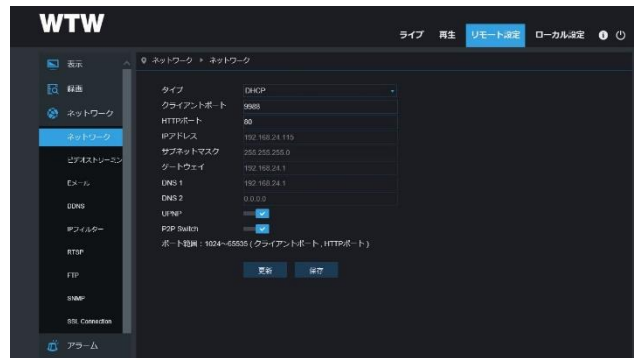 WTW
ライブ 再生 リモート設定 ローカル設定
表示
録画
ネットワーク
ネットワーク
ビデオストリーミン
Eメール
DDNS
IPフィルター
RTSP
FTP
SNMP
SSL Connection
アラーム
ネットワーク ▸ ネットワーク
タイプ DHCP
クライアントポート 9988
HTTPポート 80
IPアドレス 192.168.21.115
サブネットマスク 255.255.255.0
ゲートウェイ 192.168.21.1
DNS 1 192.168.21.1
DNS 2 0.0.0.0
UPNP
P2P Switch
ポート範囲：1024～65535 ( クライアントポート , HTTPポート )
更新 保存